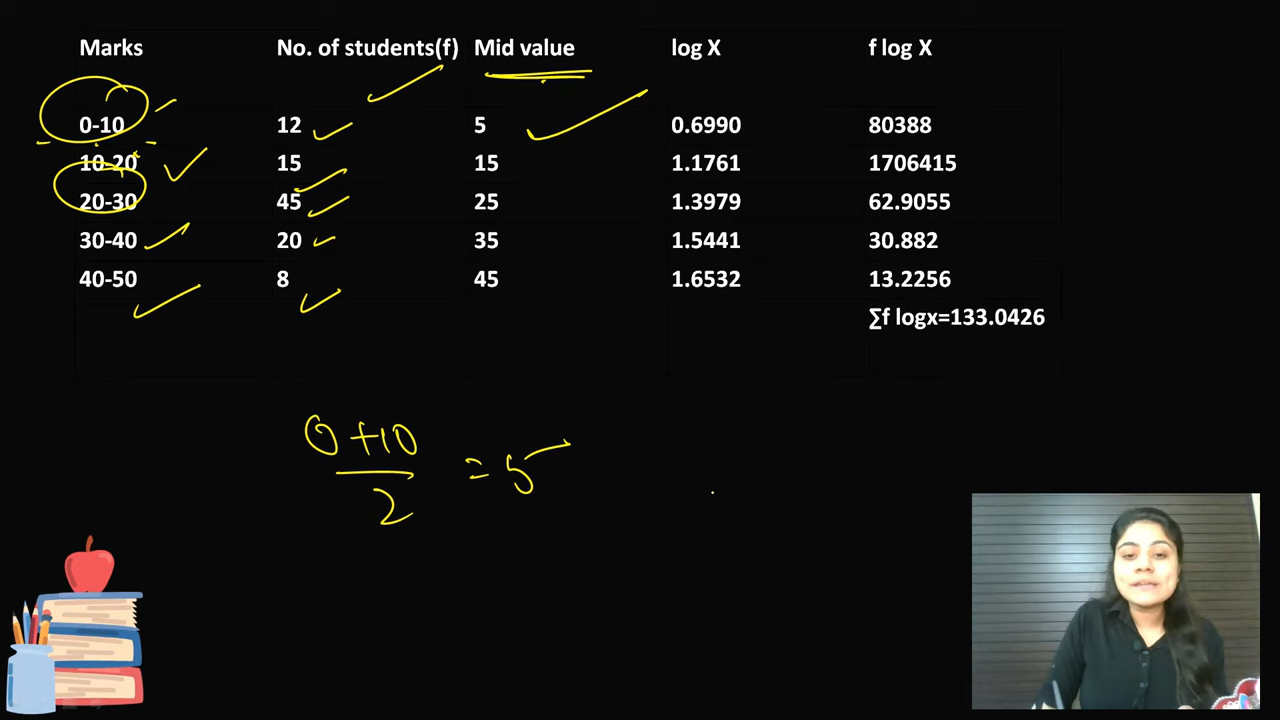 Marks No. of students(f) Mid value log X f log X
0-10 12 5 0.6990 80388
10-20 15 15 1.1761 1706415
20-30 45 25 1.3979 62.9055
30-40 20 35 1.5441 30.882
40-50 8 45 1.6532 13.2256
∑f logx=133.0426
0+10
= 5
2